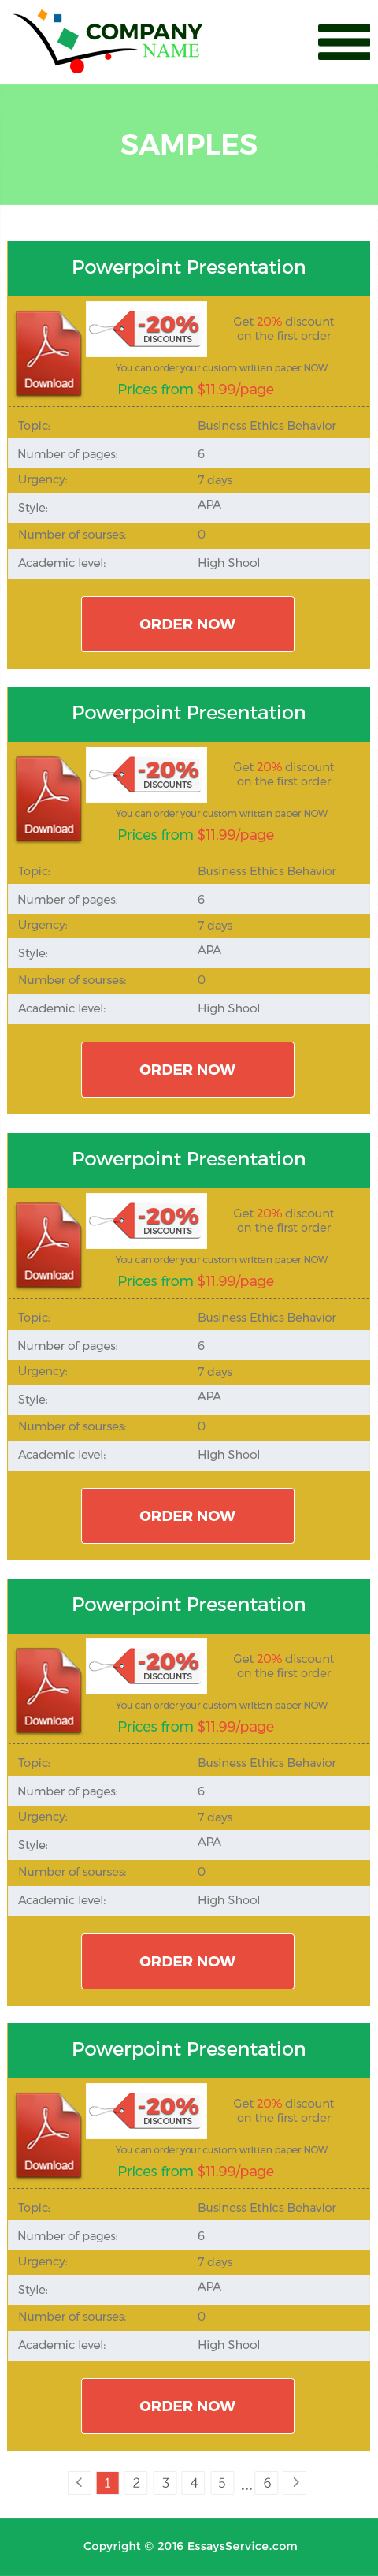 COMPANY
NAME
SAMPLES
Powerpoint Presentation
-20%
DISCOUNTS
Get 20% discount
on the first order
Download
You can order your custom written paper NOW
Prices from $11.99/page
Topic: Business Ethics Behavior
Number of pages: 6
Urgency: 7 days
Style: APA
Number of sourses: 0
Academic level: High Shool
ORDER NOW
Powerpoint Presentation
-20%
DISCOUNTS
Get 20% discount
on the first order
Download
You can order your custom written paper NOW
Prices from $11.99/page
Topic: Business Ethics Behavior
Number of pages: 6
Urgency: 7 days
Style: APA
Number of sourses: 0
Academic level: High Shool
ORDER NOW
Powerpoint Presentation
-20%
DISCOUNTS
Get 20% discount
on the first order
Download
You can order your custom written paper NOW
Prices from $11.99/page
Topic: Business Ethics Behavior
Number of pages: 6
Urgency: 7 days
Style: APA
Number of sourses: 0
Academic level: High Shool
ORDER NOW
Powerpoint Presentation
-20%
DISCOUNTS
Get 20% discount
on the first order
Download
You can order your custom written paper NOW
Prices from $11.99/page
Topic: Business Ethics Behavior
Number of pages: 6
Urgency: 7 days
Style: APA
Number of sourses: 0
Academic level: High Shool
ORDER NOW
Powerpoint Presentation
-20%
DISCOUNTS
Get 20% discount
on the first order
Download
You can order your custom written paper NOW
Prices from $11.99/page
Topic: Business Ethics Behavior
Number of pages: 6
Urgency: 7 days
Style: APA
Number of sourses: 0
Academic level: High Shool
ORDER NOW
< 1 2 3 4 5 ... 6 >
Copyright © 2016 EssaysService.com